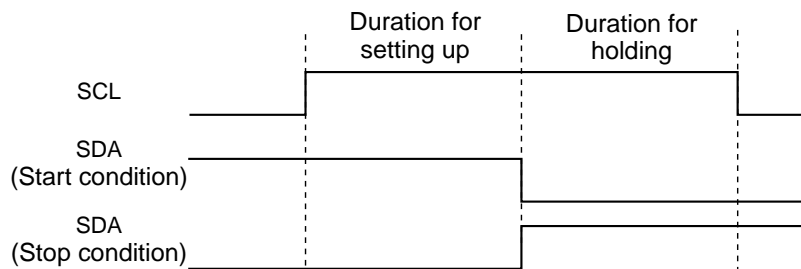 Duration for
setting up
Duration for
holding
SCL
SDA
(Start condition)
SDA
(Stop condition)